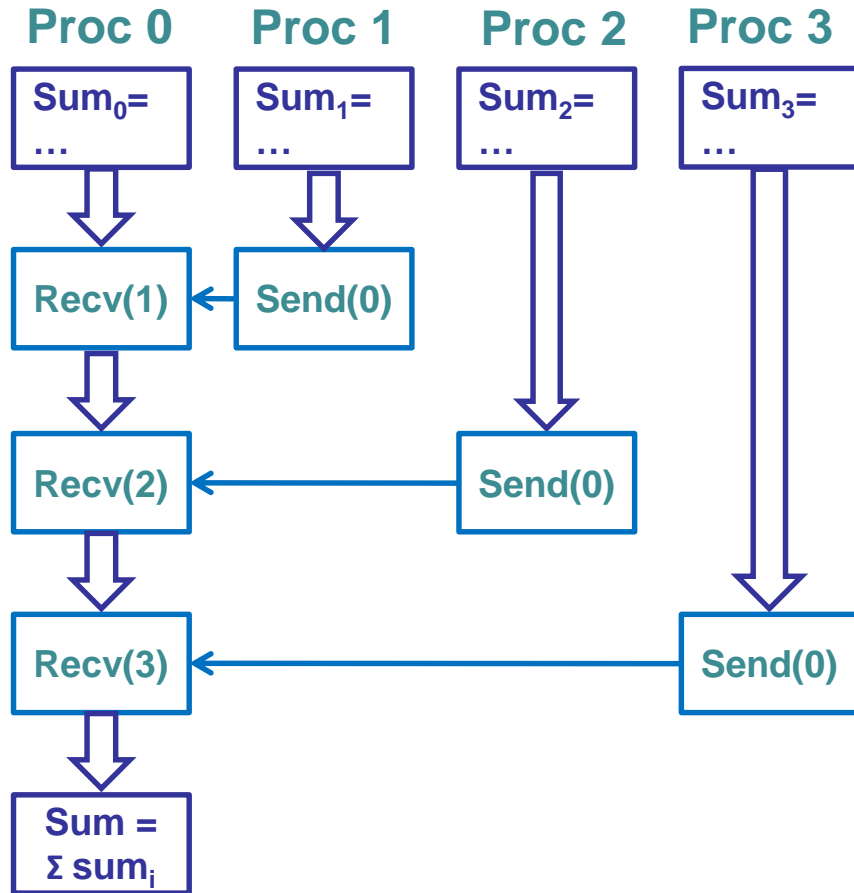 Proc 0 Proc 1 Proc 2 Proc 3
Sum₀= Sum₁= Sum₂= Sum₃=
… … … …
Recv(1) Send(0)
Recv(2) Send(0)
Recv(3) Send(0)
Sum =
Σ sumᵢ